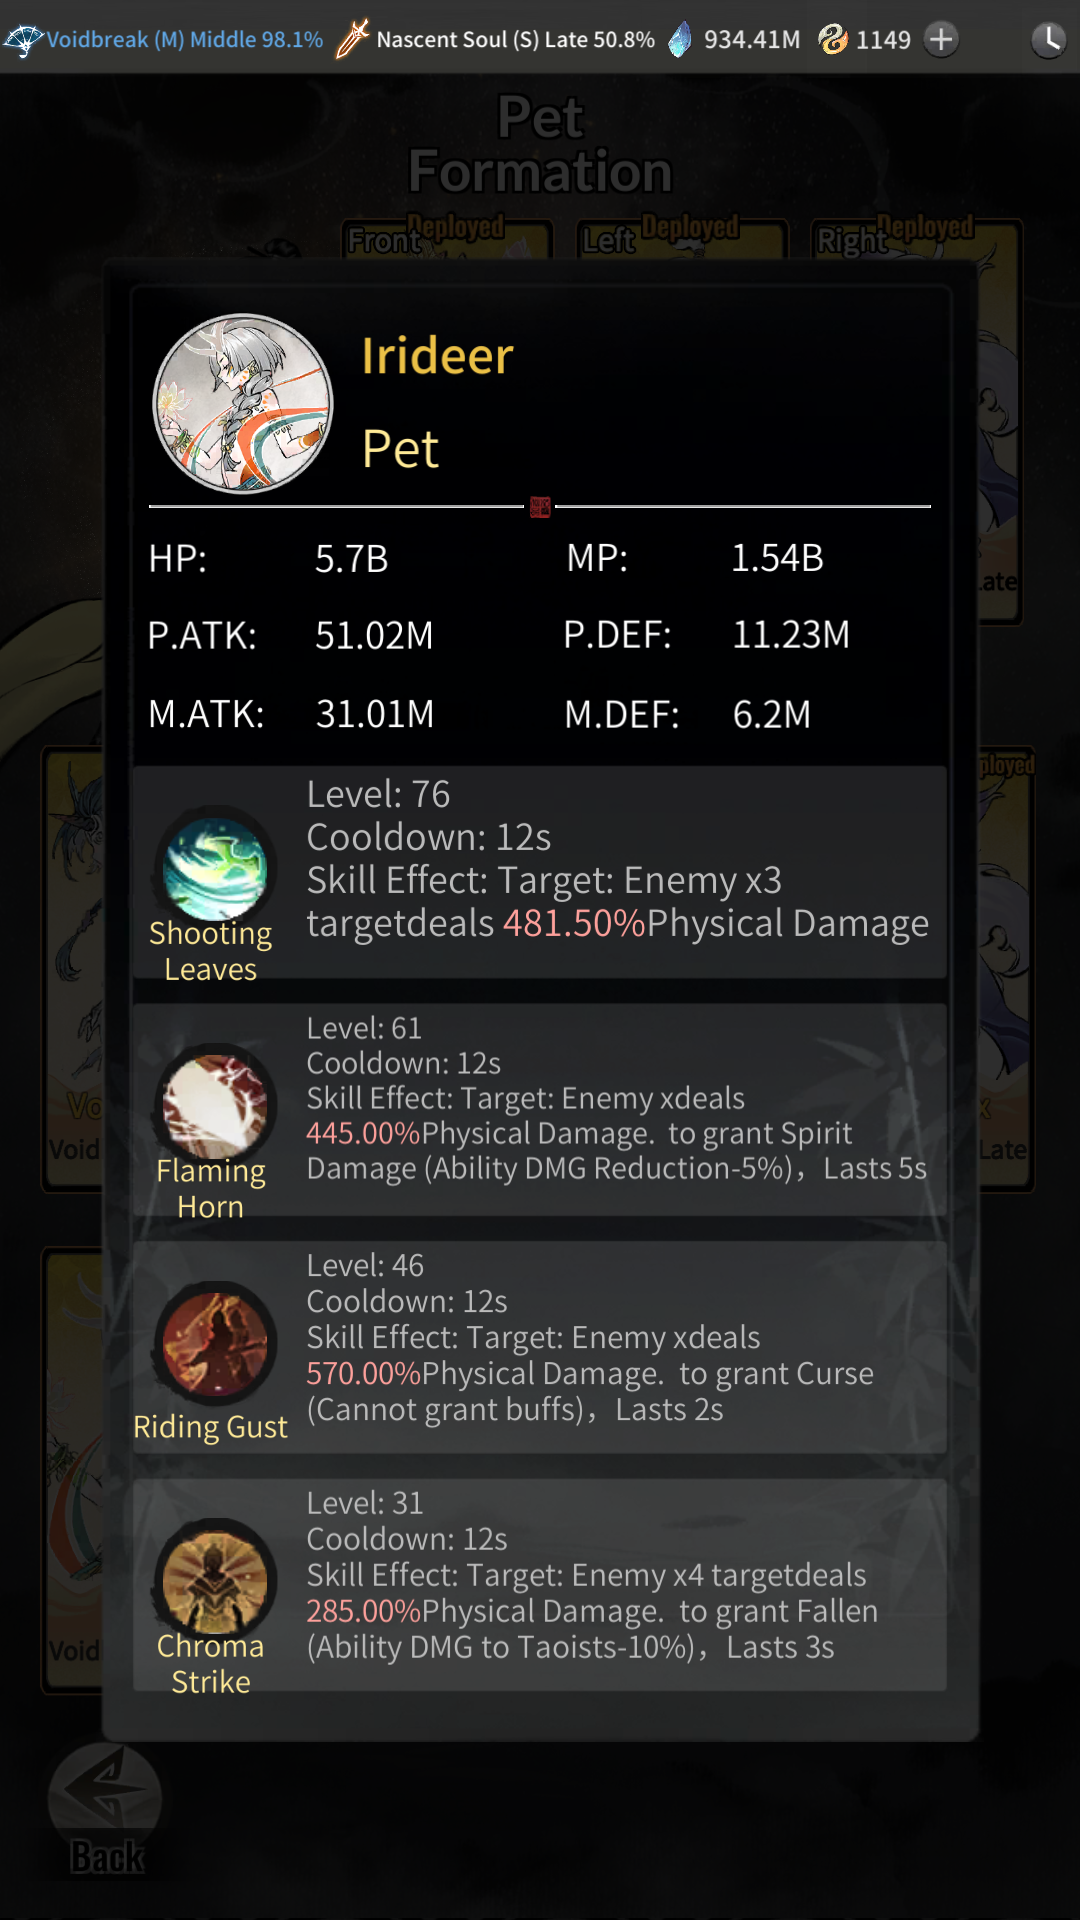 Voidbreak (M) Middle 98.1% Nascent Soul (S) Late 50.8% 934.41M 1149
Pet
Formation
Front Deployed Left Deployed Right Deployed
Irideer
Pet
HP: 5.7B MP: 1.54B
P.ATK: 51.02M P.DEF: 11.23M
M.ATK: 31.01M M.DEF: 6.2M
Level: 76
Cooldown: 12s
Skill Effect: Target: Enemy x3
targetdeals 481.50%Physical Damage
Shooting
Leaves
Level: 61
Cooldown: 12s
Skill Effect: Target: Enemy xdeals
445.00%Physical Damage.  to grant Spirit
Damage (Ability DMG Reduction-5%)，Lasts 5s
Flaming
Horn
Level: 46
Cooldown: 12s
Skill Effect: Target: Enemy xdeals
570.00%Physical Damage.  to grant Curse
(Cannot grant buffs)，Lasts 2s
Riding Gust
Level: 31
Cooldown: 12s
Skill Effect: Target: Enemy x4 targetdeals
285.00%Physical Damage.  to grant Fallen
(Ability DMG to Taoists-10%)，Lasts 3s
Chroma
Strike
Void
Late
Void
Back